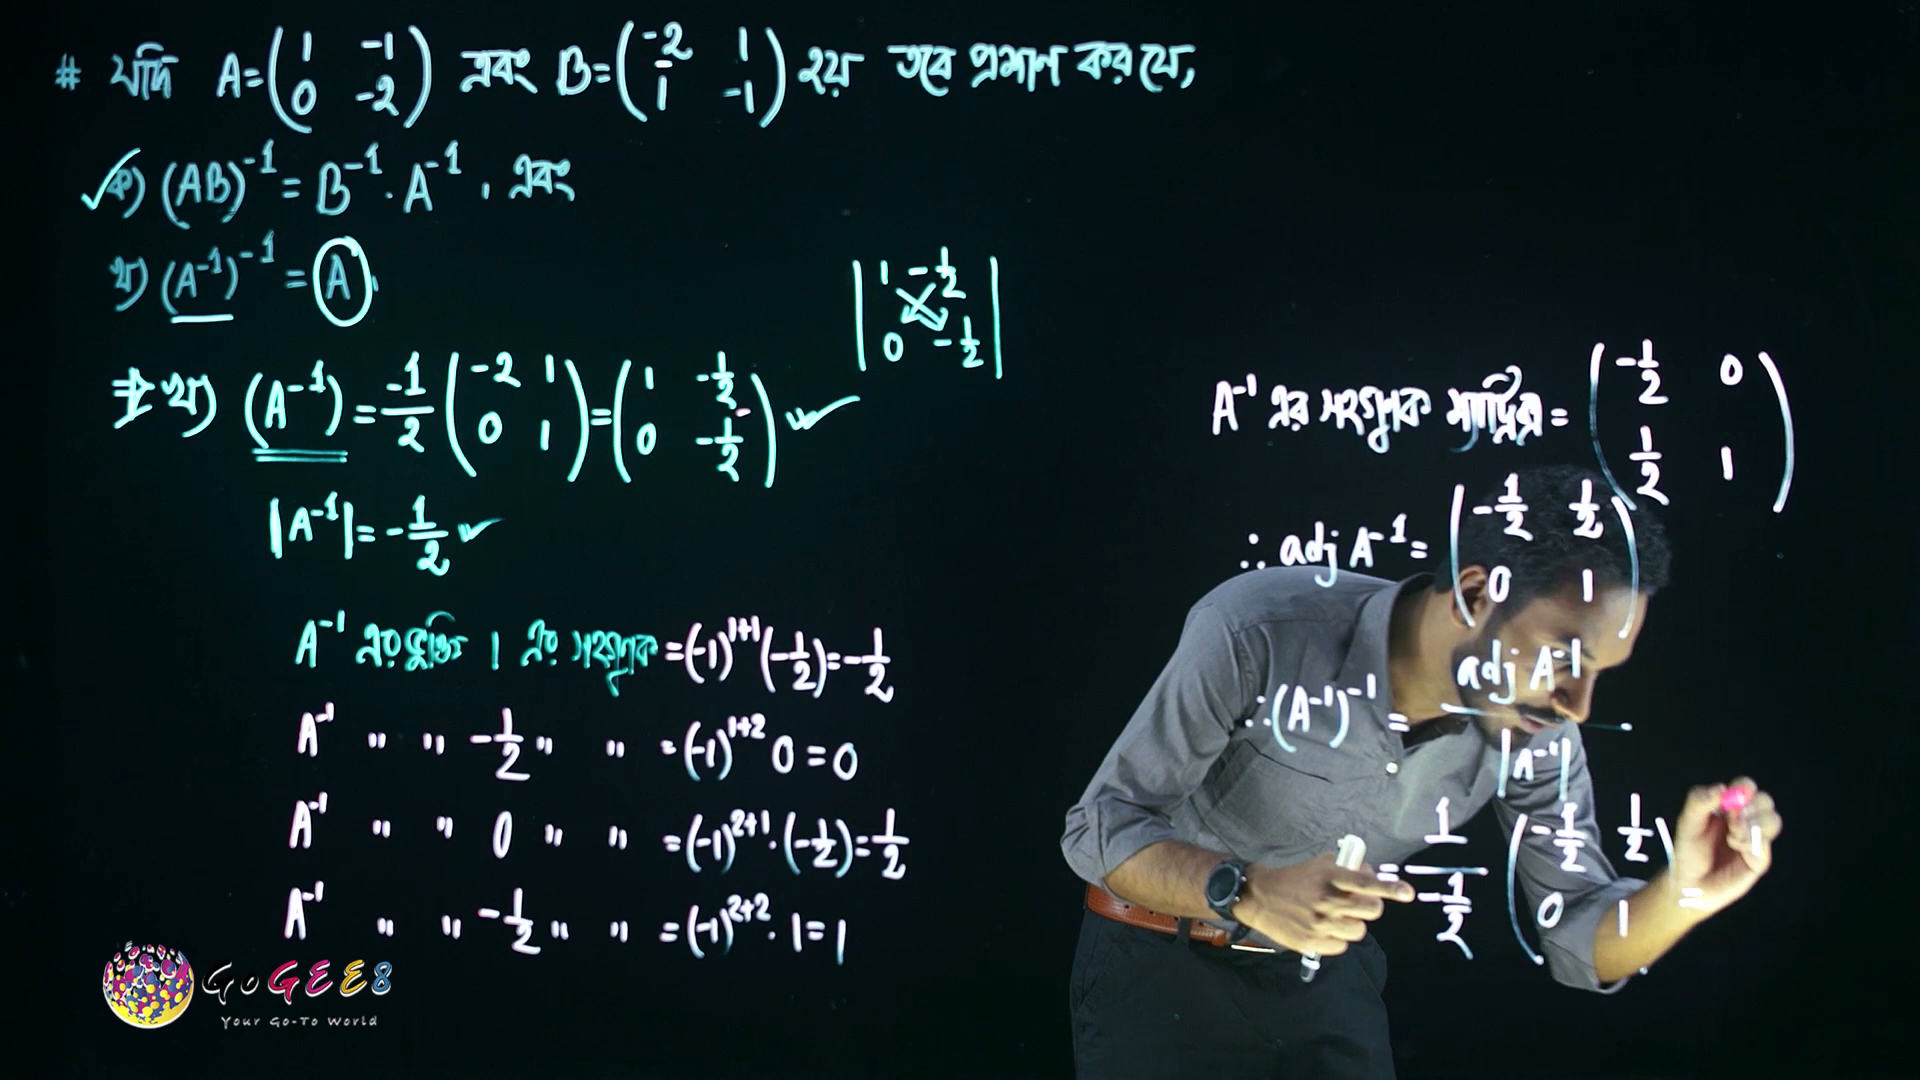 # যদি A = (1 -1 0 -2) এবং B = (-2 1 1 -1) হয় তবে প্রমাণ কর যে,
ক) (AB)⁻¹ = B⁻¹ . A⁻¹ , এবং
খ) (A⁻¹)⁻¹ = A.
|1 -1/2 0 -1/2|
⇒ খ) (A⁻¹) = -1/2 (-2 1 0 1) = (1 -1/2 0 -1/2)
|A⁻¹| = -1/2
A⁻¹ এর ভুক্তি 1 এর সহগুণক = (-1)¹⁺¹ (-1/2) = -1/2
A⁻¹ " " -1/2 " " = (-1)¹⁺² 0 = 0
A⁻¹ " " 0 " " = (-1)²⁺¹ . (-1/2) = 1/2
A⁻¹ " " -1/2 " " = (-1)²⁺² . 1 = 1
A⁻¹ এর সহগুণক ম্যাট্রিক্স = (-1/2 0 1/2 1)
∴ adj A⁻¹ = (-1/2 1/2 0 1)
∴ (A⁻¹)⁻¹ = adj A⁻¹ / |A⁻¹|
= 1 / -1/2 (-1/2 1/2 0 1) = 1
GoGEE8
Your Go-To World